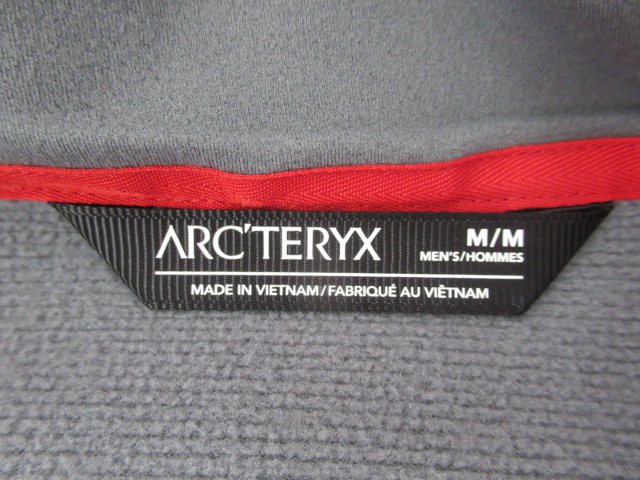 ARC'TERYX
M/M
MEN'S/HOMMES
MADE IN VIETNAM/FABRIQUÉ AU VIÊTNAM